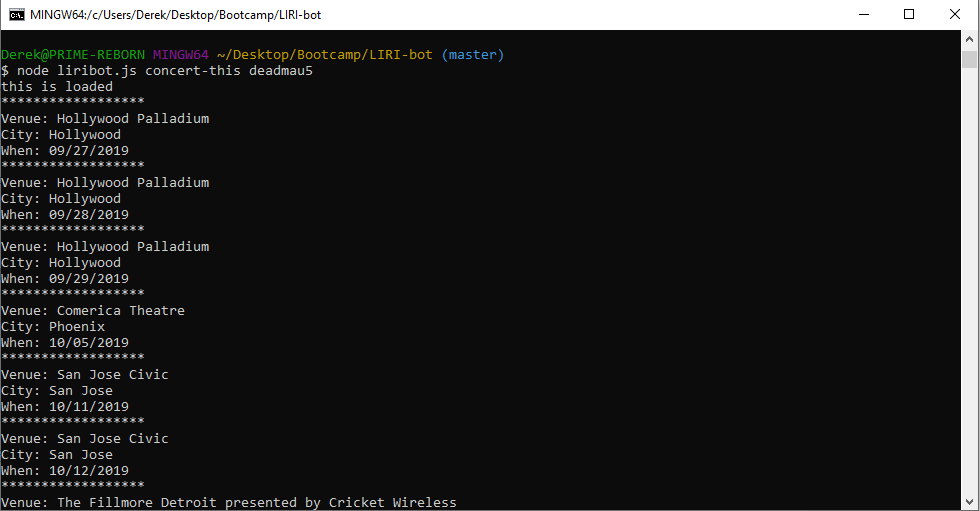 MINGW64:/c/Users/Derek/Desktop/Bootcamp/LIRI-bot
Derek@PRIME-REBORN MINGW64 ~/Desktop/Bootcamp/LIRI-bot (master)
$ node liribot.js concert-this deadmau5
this is loaded
******************
Venue: Hollywood Palladium
City: Hollywood
When: 09/27/2019
******************
Venue: Hollywood Palladium
City: Hollywood
When: 09/28/2019
******************
Venue: Hollywood Palladium
City: Hollywood
When: 09/29/2019
******************
Venue: Comerica Theatre
City: Phoenix
When: 10/05/2019
******************
Venue: San Jose Civic
City: San Jose
When: 10/11/2019
******************
Venue: San Jose Civic
City: San Jose
When: 10/12/2019
******************
Venue: The Fillmore Detroit presented by Cricket Wireless